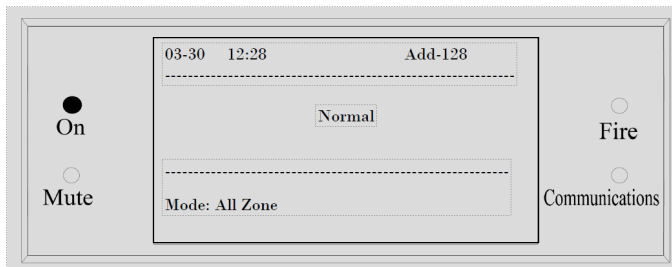 03-30 12:28 Add-128
On
Normal
Fire
Mute
Mode: All Zone
Communications